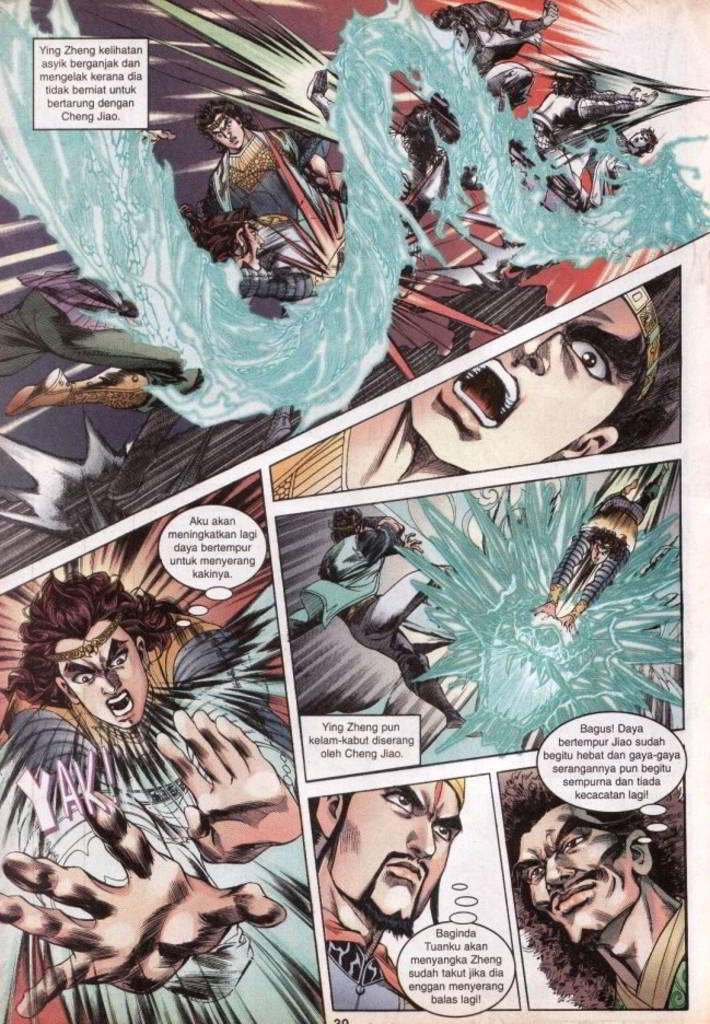 Ying Zheng kelihatan
asyik berganjak dan
mengelak kerana dia
tidak berniat untuk
bertarung dengan
Cheng Jiao.
Aku akan
meningkatkan lagi
daya bertempur
untuk menyerang
kakinya.
YAK!
Ying Zheng pun
kelam-kabut diserang
oleh Cheng Jiao.
Bagus! Daya
bertempur Jiao sudah
begitu hebat dan gaya-gaya
serangannya pun begitu
sempurna dan tiada
kecacatan lagi!
Baginda
Tuanku akan
menyangka Zheng
sudah takut jika dia
enggan menyerang
balas lagi!
30